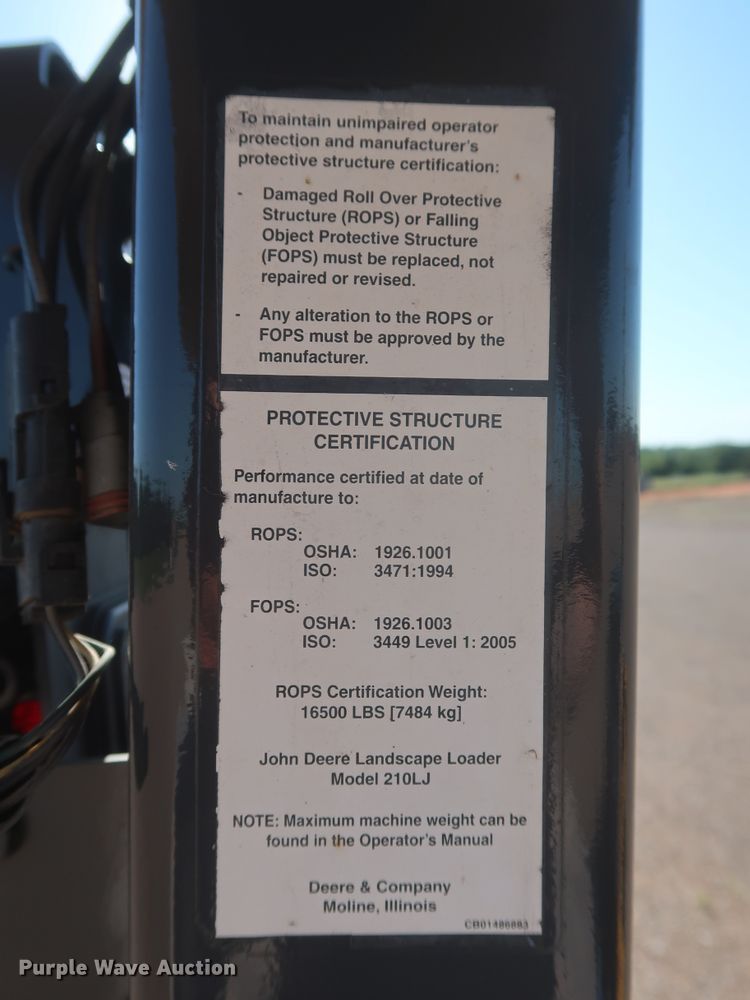 To maintain unimpaired operator
protection and manufacturer's
protective structure certification:
- Damaged Roll Over Protective
Structure (ROPS) or Falling
Object Protective Structure
(FOPS) must be replaced, not
repaired or revised.
- Any alteration to the ROPS or
FOPS must be approved by the
manufacturer.
PROTECTIVE STRUCTURE
CERTIFICATION
Performance certified at date of
manufacture to:
ROPS:
OSHA: 1926.1001
ISO: 3471:1994
FOPS:
OSHA: 1926.1003
ISO: 3449 Level 1: 2005
ROPS Certification Weight:
16500 LBS [7484 kg]
John Deere Landscape Loader
Model 210LJ
NOTE: Maximum machine weight can be
found in the Operator's Manual
Deere & Company
Moline, Illinois
Purple Wave Auction